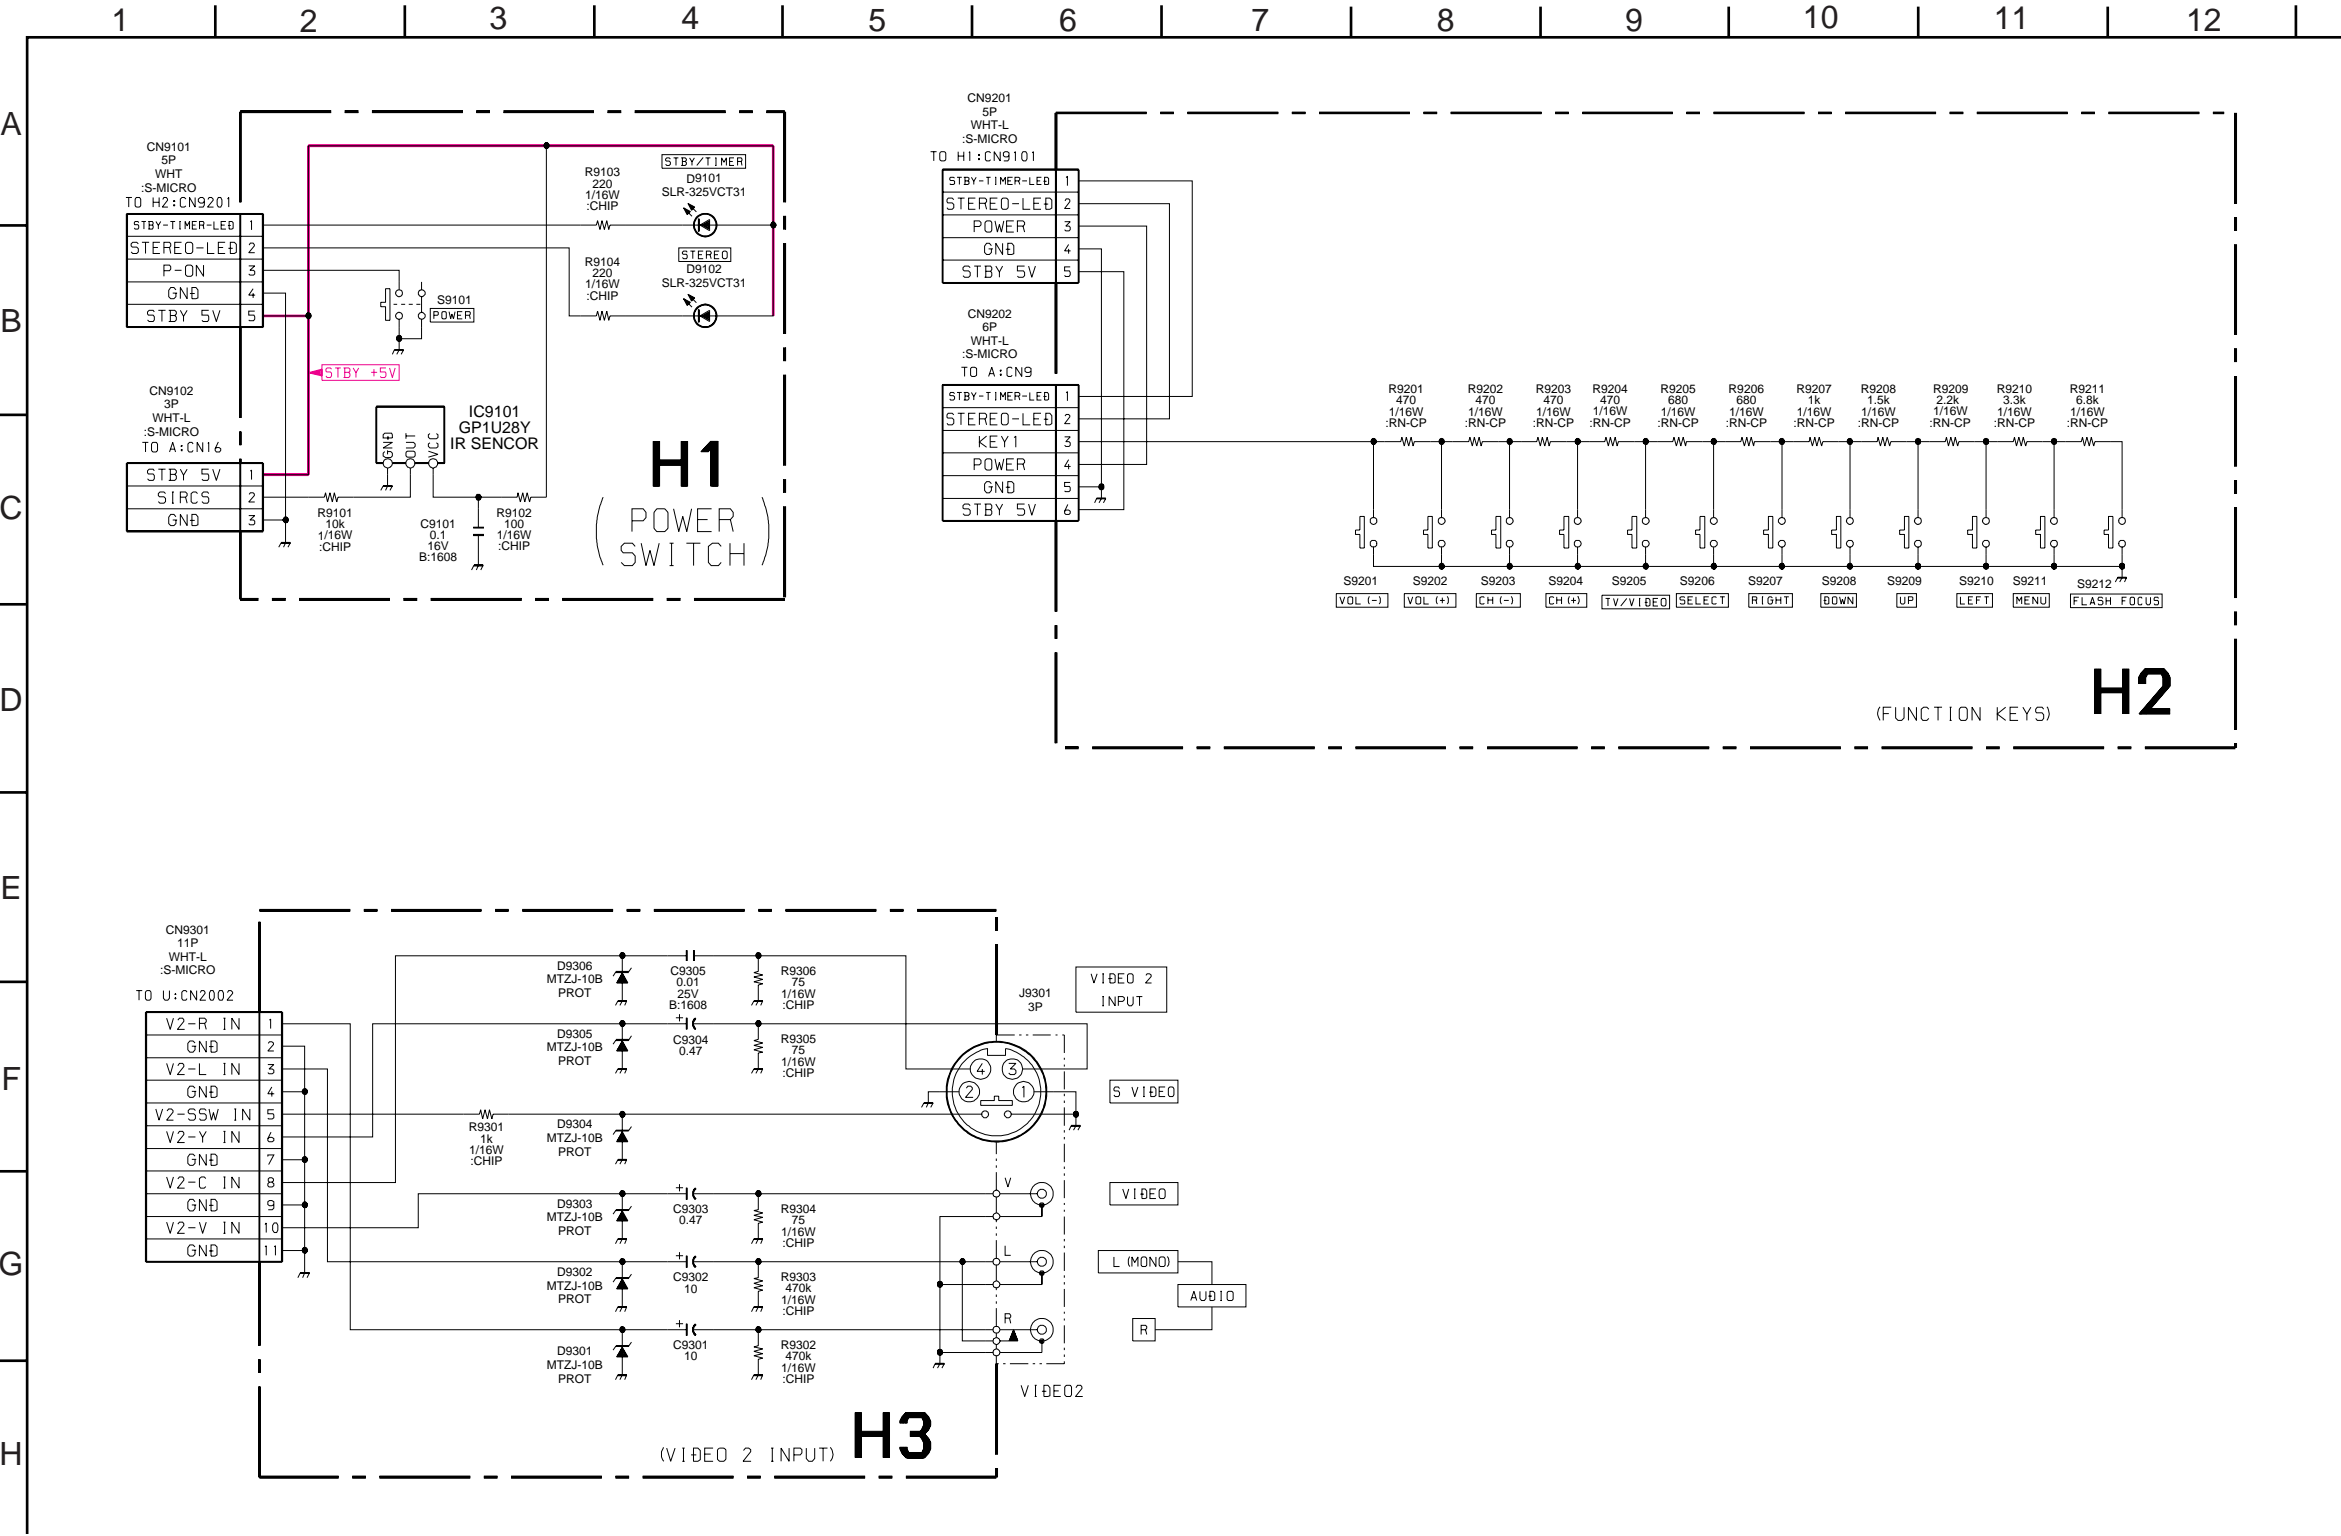 1 2 3 4 5 6 7 8 9 10 11 12
A
B
C
D
E
F
G
H
CN9101
5P
WHT
:S-MICRO
TO H2:CN9201
STBY-TIMER-LED 1
STEREO-LED 2
P-ON 3
GND 4
STBY 5V 5
CN9102
3P
WHT-L
:S-MICRO
TO A:CN16
STBY 5V 1
SIRCS 2
GND 3
STBY +5V
S9101
POWER
R9103
220
1/16W
:CHIP
STBY/TIMER
D9101
SLR-325VCT31
R9104
220
1/16W
:CHIP
STEREO
D9102
SLR-325VCT31
GND OUT VCC
IC9101
GP1U28Y
IR SENCOR
R9101
10k
1/16W
:CHIP
C9101
0.1
16V
B:1608
R9102
100
1/16W
:CHIP
H1
(POWER
SWITCH)
CN9201
5P
WHT-L
:S-MICRO
TO H1:CN9101
STBY-TIMER-LED 1
STEREO-LED 2
POWER 3
GND 4
STBY 5V 5
CN9202
6P
WHT-L
:S-MICRO
TO A:CN9
STBY-TIMER-LED 1
STEREO-LED 2
KEY1 3
POWER 4
GND 5
STBY 5V 6
R9201
470
1/16W
:RN-CP
R9202
470
1/16W
:RN-CP
R9203
470
1/16W
:RN-CP
R9204
470
1/16W
:RN-CP
R9205
680
1/16W
:RN-CP
R9206
680
1/16W
:RN-CP
R9207
1k
1/16W
:RN-CP
R9208
1.5k
1/16W
:RN-CP
R9209
2.2k
1/16W
:RN-CP
R9210
3.3k
1/16W
:RN-CP
R9211
6.8k
1/16W
:RN-CP
S9201
VOL (-)
S9202
VOL (+)
S9203
CH (-)
S9204
CH (+)
S9205
TV/VIDEO
S9206
SELECT
S9207
RIGHT
S9208
DOWN
S9209
UP
S9210
LEFT
S9211
MENU
S9212
FLASH FOCUS
(FUNCTION KEYS)
H2
CN9301
11P
WHT-L
:S-MICRO
TO U:CN2002
V2-R IN 1
GND 2
V2-L IN 3
GND 4
V2-SSW IN 5
V2-Y IN 6
GND 7
V2-C IN 8
GND 9
V2-V IN 10
GND 11
D9306
MTZJ-10B
PROT
C9305
0.01
25V
B:1608
R9306
75
1/16W
:CHIP
D9305
MTZJ-10B
PROT
+
C9304
0.47
R9305
75
1/16W
:CHIP
R9301
1k
1/16W
:CHIP
D9304
MTZJ-10B
PROT
D9303
MTZJ-10B
PROT
+
C9303
0.47
R9304
75
1/16W
:CHIP
D9302
MTZJ-10B
PROT
+
C9302
10
R9303
470k
1/16W
:CHIP
D9301
MTZJ-10B
PROT
+
C9301
10
R9302
470k
1/16W
:CHIP
J9301
3P
VIDEO 2
INPUT
4 3
2 1
S VIDEO
V
VIDEO
L
L (MONO)
AUDIO
R
R
VIDEO2
(VIDEO 2 INPUT)
H3